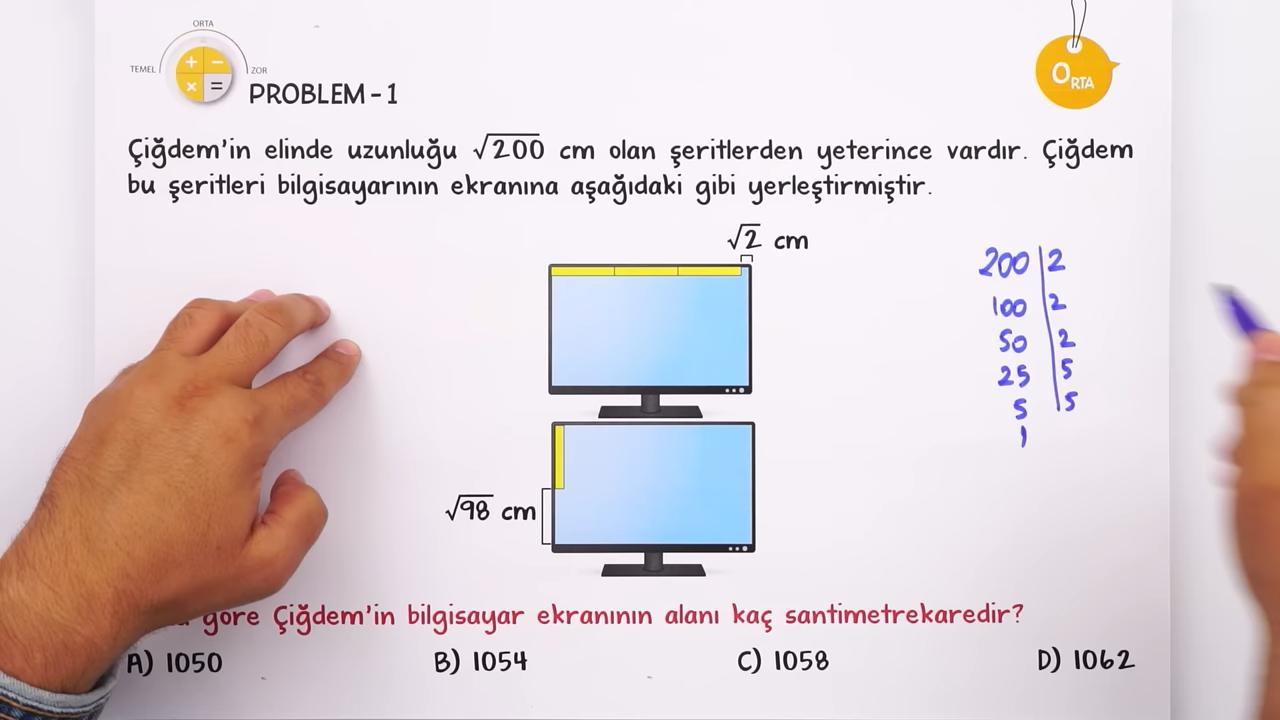 ORTA
TEMEL
ZOR
+ − × =
PROBLEM - 1
ORTA
Çiğdem'in elinde uzunluğu √200 cm olan şeritlerden yeterince vardır. Çiğdem
bu şeritleri bilgisayarının ekranına aşağıdaki gibi yerleştirmiştir.
√2 cm
200 | 2
100 | 2
50 | 2
25 | 5
5 | 5
1
√98 cm
göre Çiğdem'in bilgisayar ekranının alanı kaç santimetrekaredir?
A) 1050 B) 1054 C) 1058 D) 1062